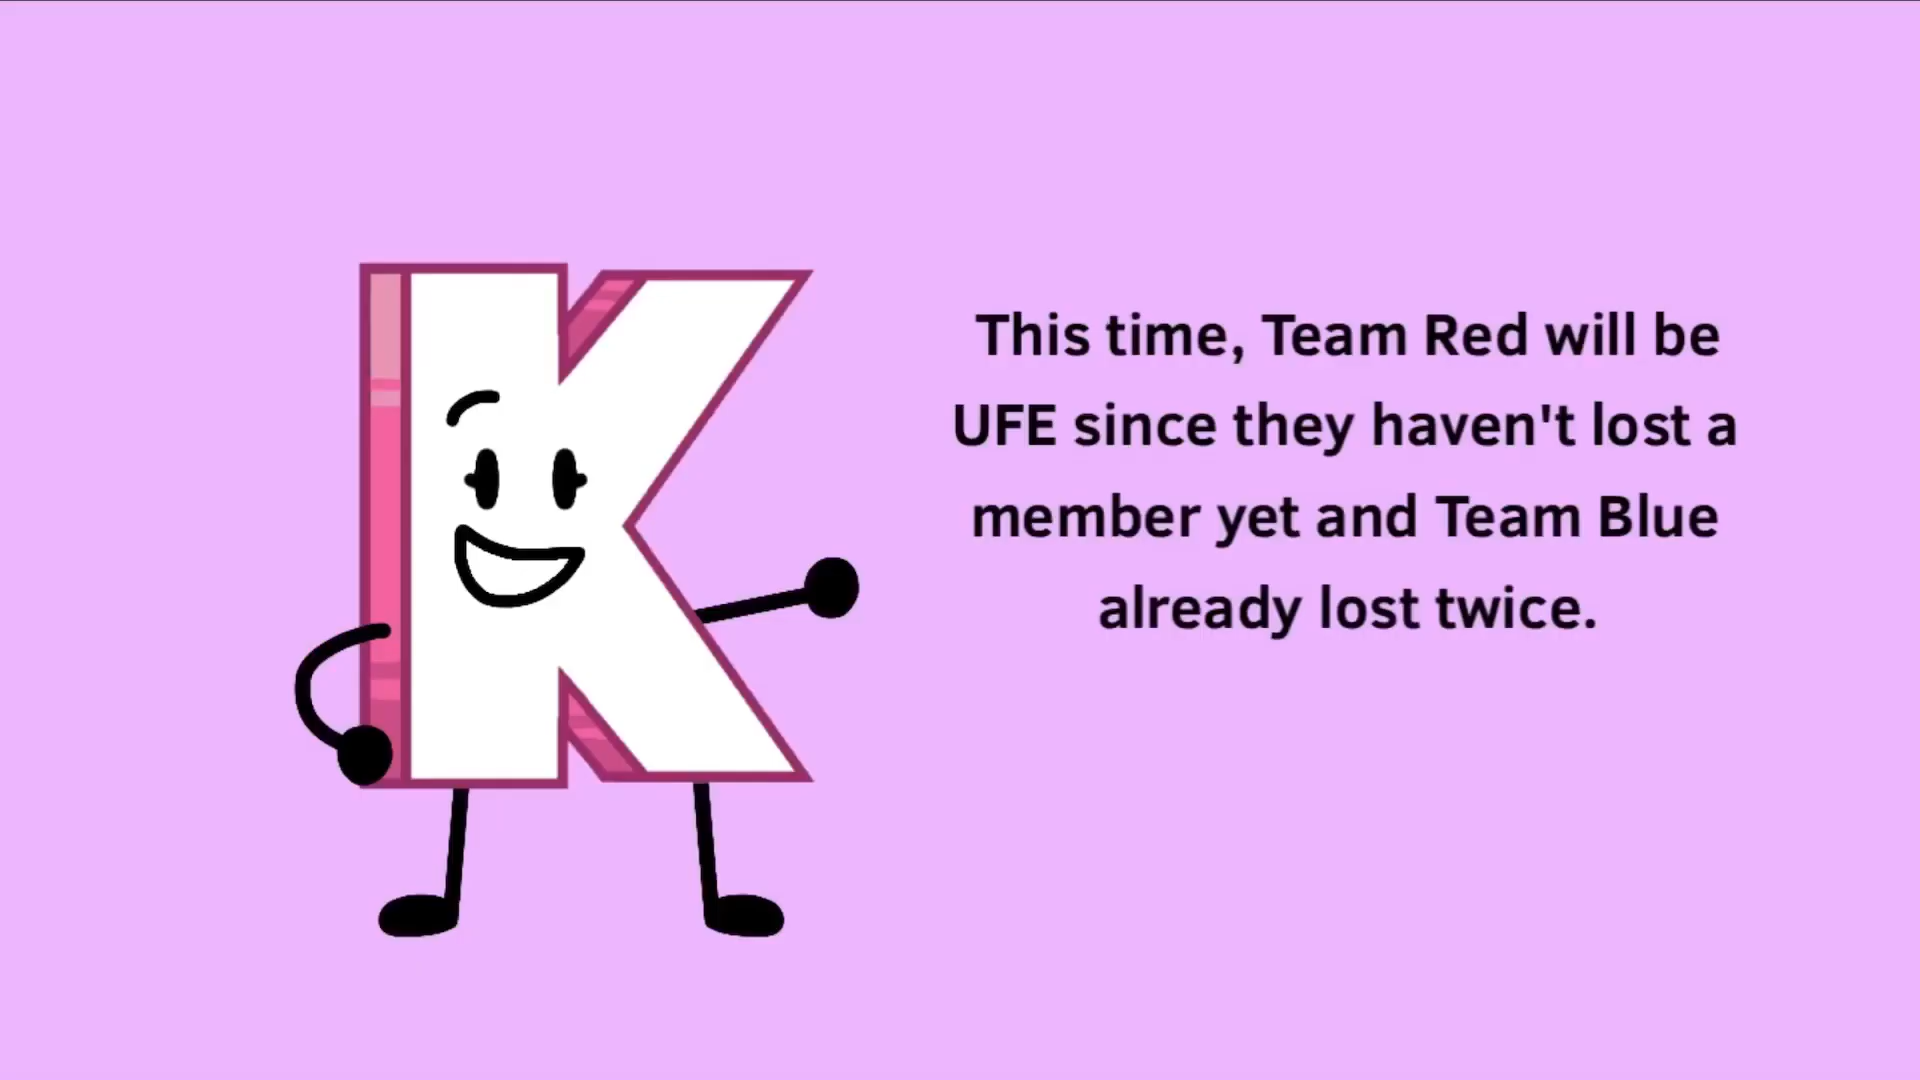 K
This time, Team Red will be
UFE since they haven't lost a
member yet and Team Blue
already lost twice.